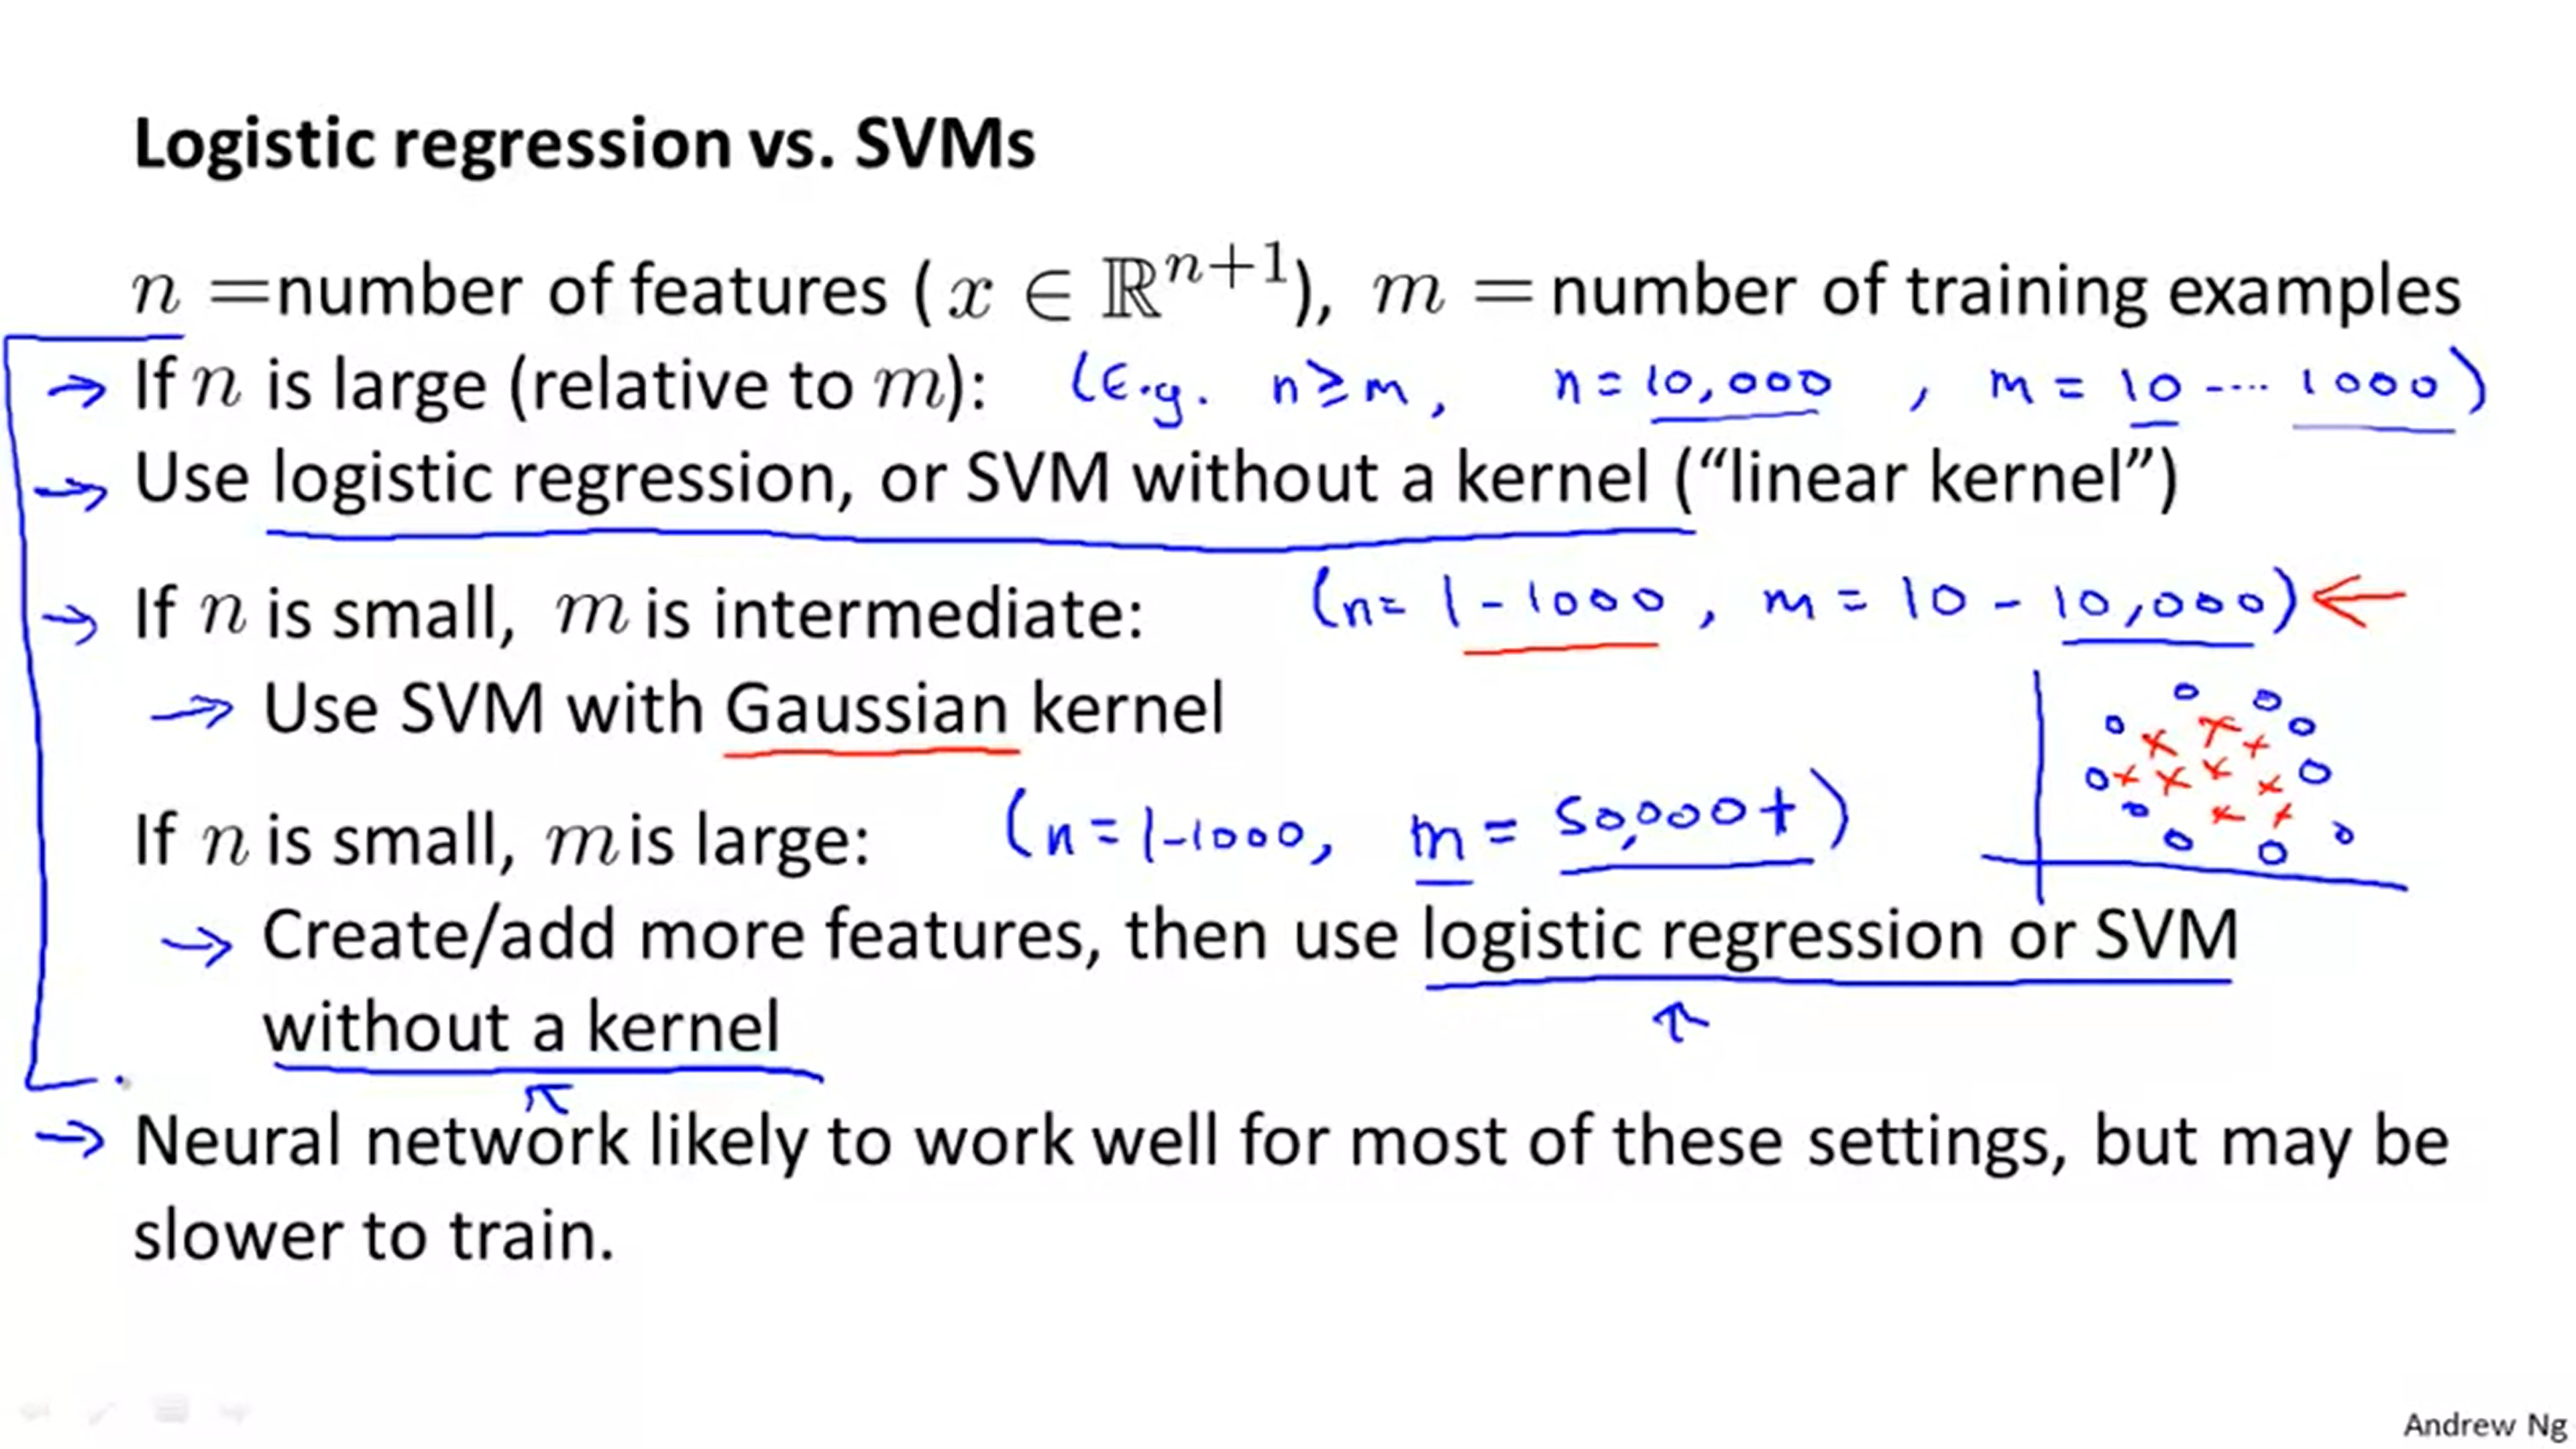 Logistic regression vs. SVMs
n = number of features (x ∈ ℝⁿ⁺¹), m = number of training examples
If n is large (relative to m): (E.g. n ≥ m, n = 10,000, m = 10 ···· 1000)
Use logistic regression, or SVM without a kernel (“linear kernel”)
If n is small, m is intermediate: (n = 1 - 1000, m = 10 - 10,000)
Use SVM with Gaussian kernel
If n is small, m is large: (n = 1-1000, m = 50,000+)
Create/add more features, then use logistic regression or SVM
without a kernel
Neural network likely to work well for most of these settings, but may be
slower to train.
Andrew Ng